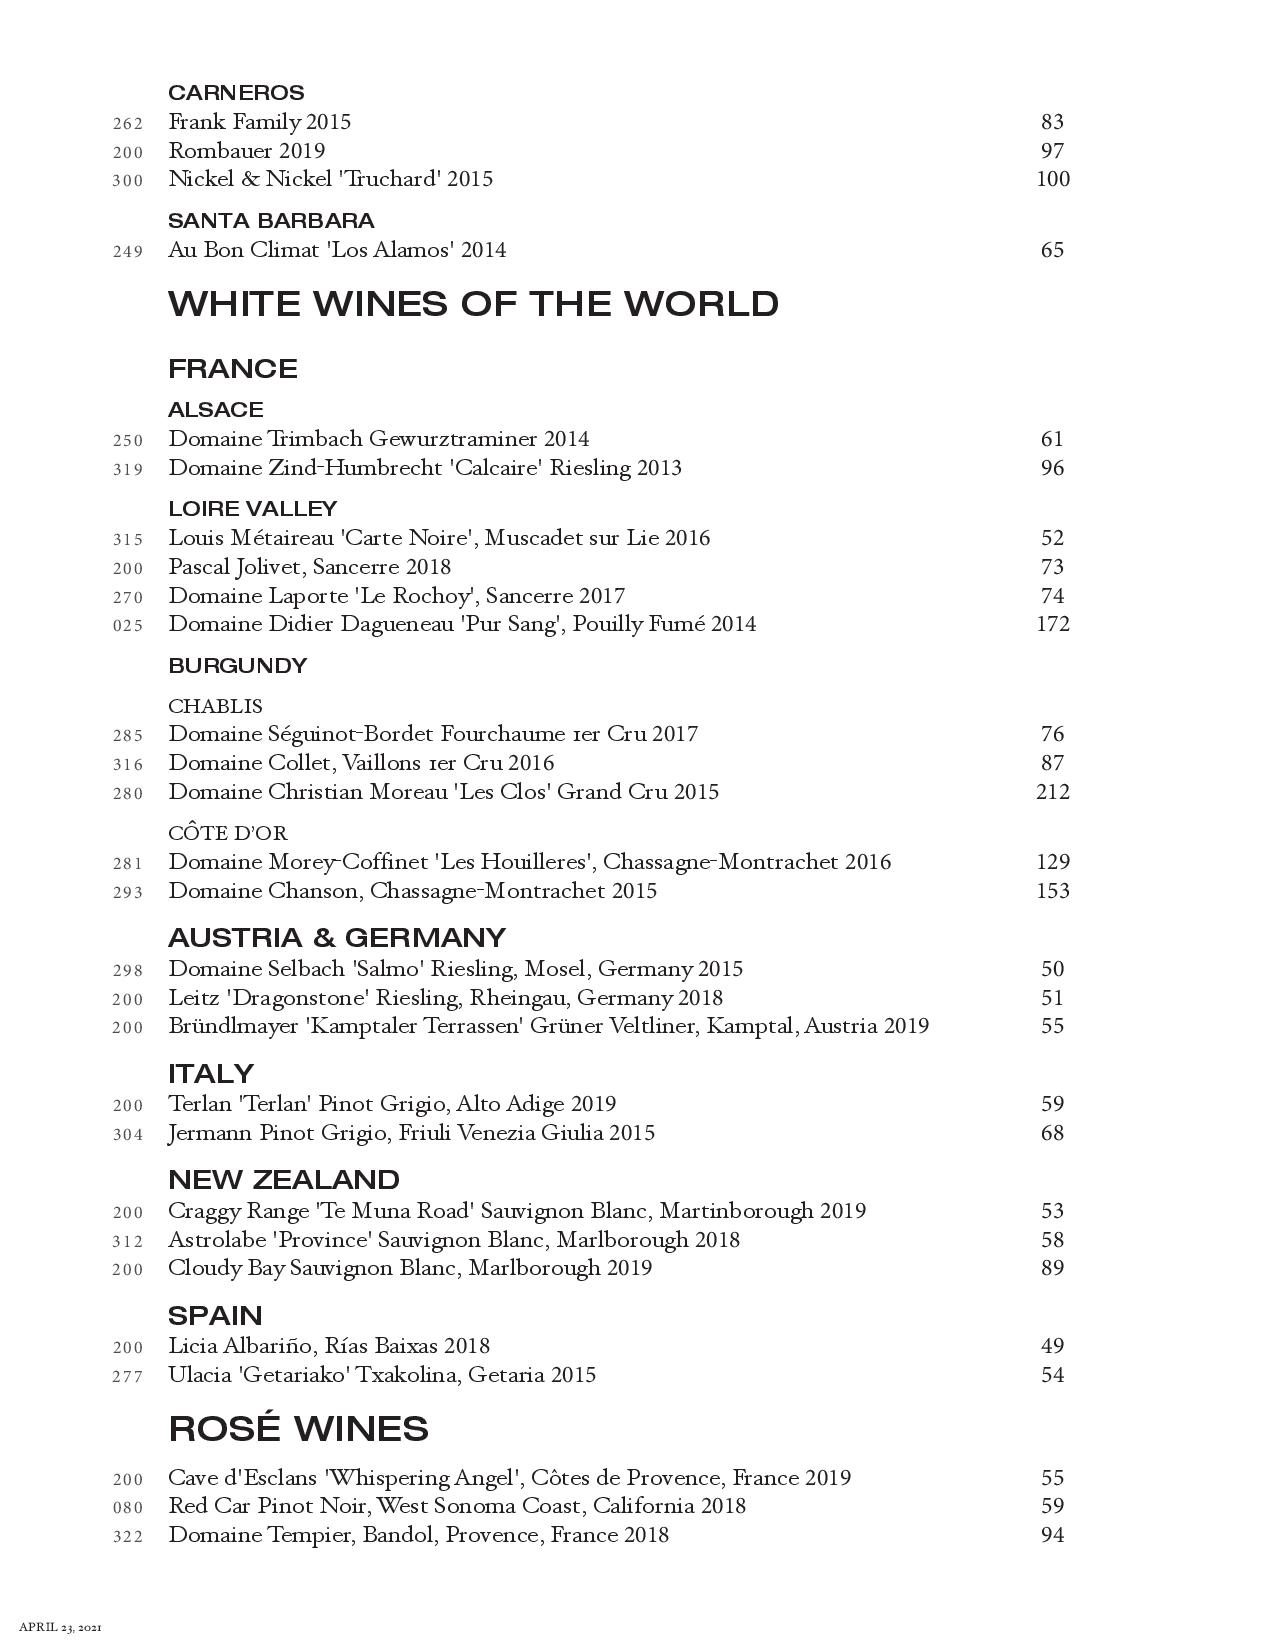 CARNEROS
262 Frank Family 2015 83
200 Rombauer 2019 97
300 Nickel & Nickel 'Truchard' 2015 100
SANTA BARBARA
249 Au Bon Climat 'Los Alamos' 2014 65
WHITE WINES OF THE WORLD
FRANCE
ALSACE
250 Domaine Trimbach Gewurztraminer 2014 61
319 Domaine Zind-Humbrecht 'Calcaire' Riesling 2013 96
LOIRE VALLEY
315 Louis Métaireau 'Carte Noire', Muscadet sur Lie 2016 52
200 Pascal Jolivet, Sancerre 2018 73
270 Domaine Laporte 'Le Rochoy', Sancerre 2017 74
025 Domaine Didier Dagueneau 'Pur Sang', Pouilly Fumé 2014 172
BURGUNDY
CHABLIS
285 Domaine Séguinot-Bordet Fourchaume 1er Cru 2017 76
316 Domaine Collet, Vaillons 1er Cru 2016 87
280 Domaine Christian Moreau 'Les Clos' Grand Cru 2015 212
CÔTE D'OR
281 Domaine Morey-Coffinet 'Les Houilleres', Chassagne-Montrachet 2016 129
293 Domaine Chanson, Chassagne-Montrachet 2015 153
AUSTRIA & GERMANY
298 Domaine Selbach 'Salmo' Riesling, Mosel, Germany 2015 50
200 Leitz 'Dragonstone' Riesling, Rheingau, Germany 2018 51
200 Bründlmayer 'Kamptaler Terrassen' Grüner Veltliner, Kamptal, Austria 2019 55
ITALY
200 Terlan 'Terlan' Pinot Grigio, Alto Adige 2019 59
304 Jermann Pinot Grigio, Friuli Venezia Giulia 2015 68
NEW ZEALAND
200 Craggy Range 'Te Muna Road' Sauvignon Blanc, Martinborough 2019 53
312 Astrolabe 'Province' Sauvignon Blanc, Marlborough 2018 58
200 Cloudy Bay Sauvignon Blanc, Marlborough 2019 89
SPAIN
200 Licia Albariño, Rías Baixas 2018 49
277 Ulacia 'Getariako' Txakolina, Getaria 2015 54
ROSÉ WINES
200 Cave d'Esclans 'Whispering Angel', Côtes de Provence, France 2019 55
080 Red Car Pinot Noir, West Sonoma Coast, California 2018 59
322 Domaine Tempier, Bandol, Provence, France 2018 94
APRIL 23, 2021